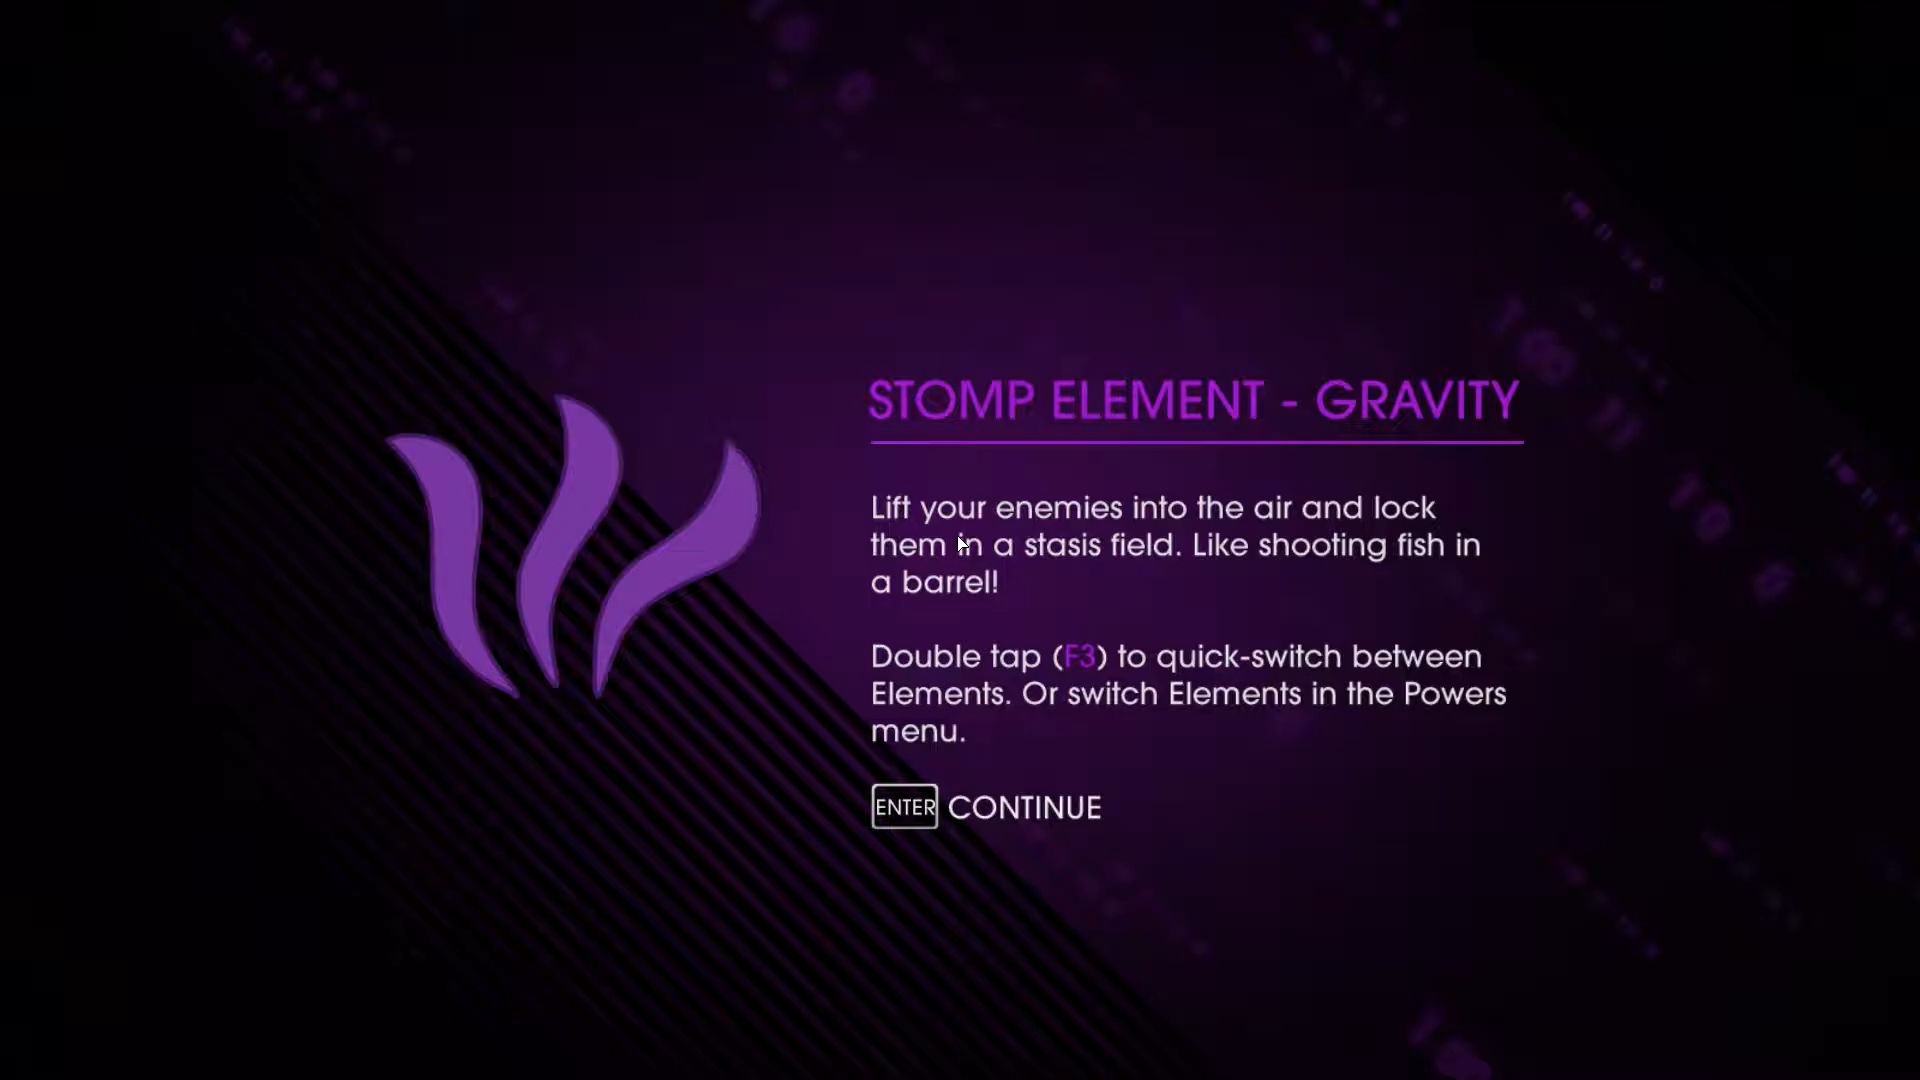 STOMP ELEMENT - GRAVITY
Lift your enemies into the air and lock
them in a stasis field. Like shooting fish in
a barrel!
Double tap (F3) to quick-switch between
Elements. Or switch Elements in the Powers
menu.
ENTER CONTINUE